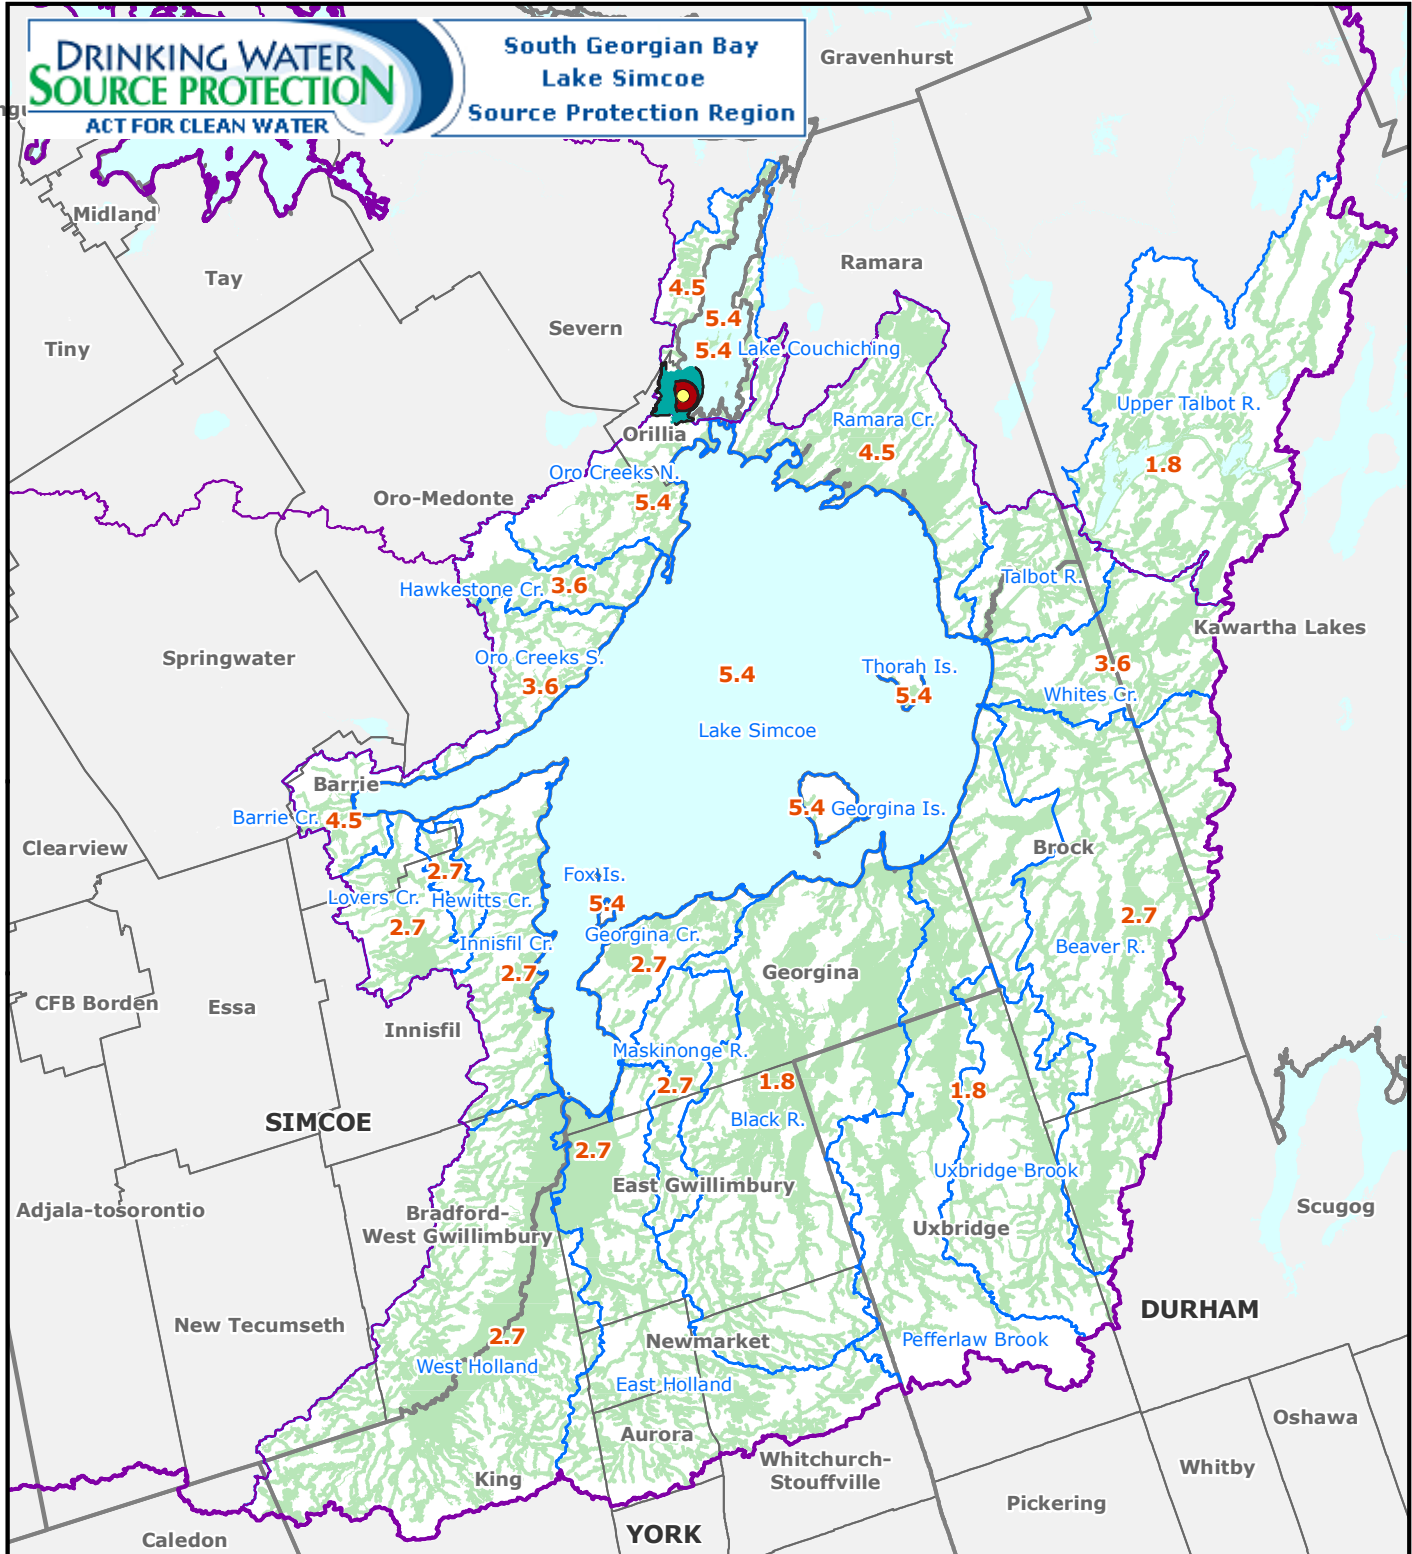 DRINKING WATER
SOURCE PROTECTION
ACT FOR CLEAN WATER
South Georgian Bay
Lake Simcoe
Source Protection Region
Gravenhurst
Midland
Tay
Tiny
Severn
Ramara
4.5
5.4
5.4
Lake Couchiching
Orillia
Ramara Cr.
4.5
Upper Talbot R.
1.8
Oro Creeks N.
5.4
Oro-Medonte
Hawkestone Cr.
3.6
Talbot R.
Kawartha Lakes
Springwater
Oro Creeks S.
3.6
5.4
Thorah Is.
5.4
3.6
Whites Cr.
Lake Simcoe
Barrie
Barrie Cr.
4.5
5.4
Georgina Is.
Clearview
Brock
2.7
Lovers Cr.
Hewitts Cr.
2.7
Fox Is.
5.4
Georgina Cr.
2.7
Innisfil Cr.
2.7
2.7
Beaver R.
Georgina
CFB Borden
Essa
Innisfil
Maskinonge R.
2.7
1.8
Black R.
1.8
SIMCOE
2.7
East Gwillimbury
Uxbridge Brook
Adjala-tosorontio
Bradford-
West Gwillimbury
Uxbridge
Scugog
New Tecumseth
2.7
West Holland
Newmarket
East Holland
Pefferlaw Brook
DURHAM
Aurora
King
Whitchurch-
Stouffville
Oshawa
Whitby
Pickering
Caledon
YORK